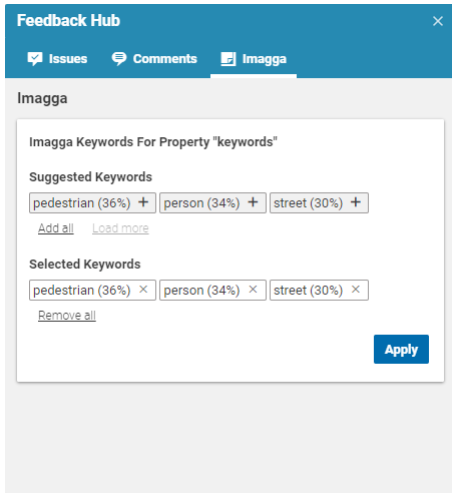 Feedback Hub
Issues Comments Imagga
Imagga
Imagga Keywords For Property "keywords"
Suggested Keywords
pedestrian (36%) + person (34%) + street (30%) +
Add all Load more
Selected Keywords
pedestrian (36%) × person (34%) × street (30%) ×
Remove all
Apply